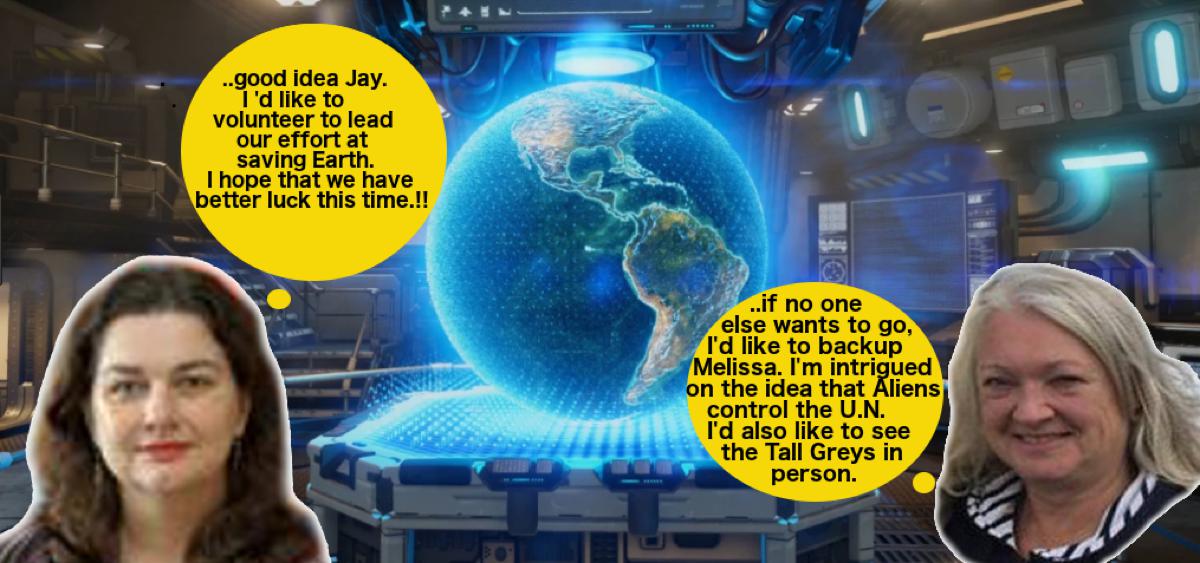 ..good idea Jay.
I 'd like to
volunteer to lead
our effort at
saving Earth.
I hope that we have
better luck this time.!!
..if no one
else wants to go,
I'd like to backup
Melissa. I'm intrigued
on the idea that Aliens
control the U.N.
I'd also like to see
the Tall Greys in
person.